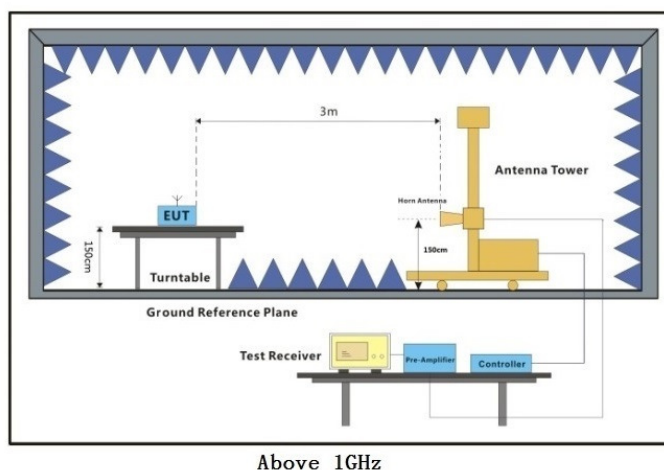 3m
Horn Antenna
Antenna Tower
EUT
150cm
150cm
Turntable
Ground Reference Plane
Test Receiver
Pre-Amplifier
Controller
Above 1GHz